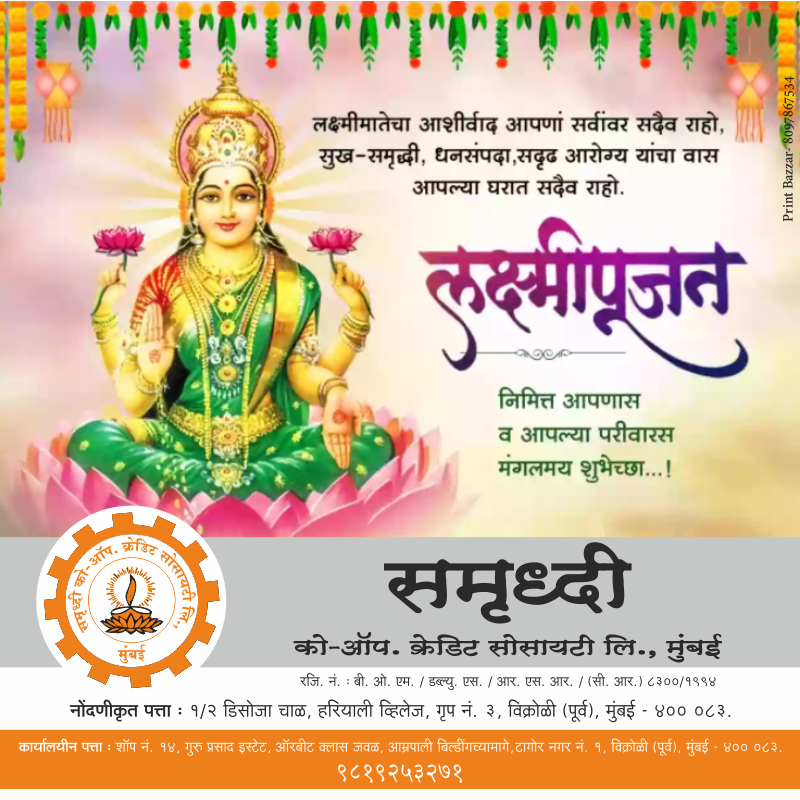 लक्ष्मीमातेचा आशीर्वाद आपणां सर्वांवर सदैव राहो,
सुख-समृद्धी, धनसंपदा,सदृढ आरोग्य यांचा वास
आपल्या घरात सदैव राहो.
लक्ष्मीपूजन
निमित्त आपणास
व आपल्या परीवारस
मंगलमय शुभेच्छा...!
Print Bazzar- 8097867534
समृध्दी को-ऑप. क्रेडिट सोसायटी लि.,
मुंबई
समृध्दी
को-ऑप. क्रेडिट सोसायटी लि., मुंबई
रजि. नं. : बी. ओ. एम. / डब्ल्यु. एस. / आर. एस. आर. / (सी. आर.) ८३००/१९९४
नोंदणीकृत पत्ता : १/२ डिसोजा चाळ, हरियाली व्हिलेज, गृप नं. ३, विक्रोळी (पूर्व), मुंबई - ४०० ०८३.
कार्यालयीन पत्ता : शॉप नं. १४, गुरु प्रसाद इस्टेट, ऑरबीट क्लास जवळ, आम्रपाली बिल्डींगच्यामागे,टागोर नगर नं. १, विक्रोळी (पूर्व), मुंबई - ४०० ०८३.
९८१९२५३२७१